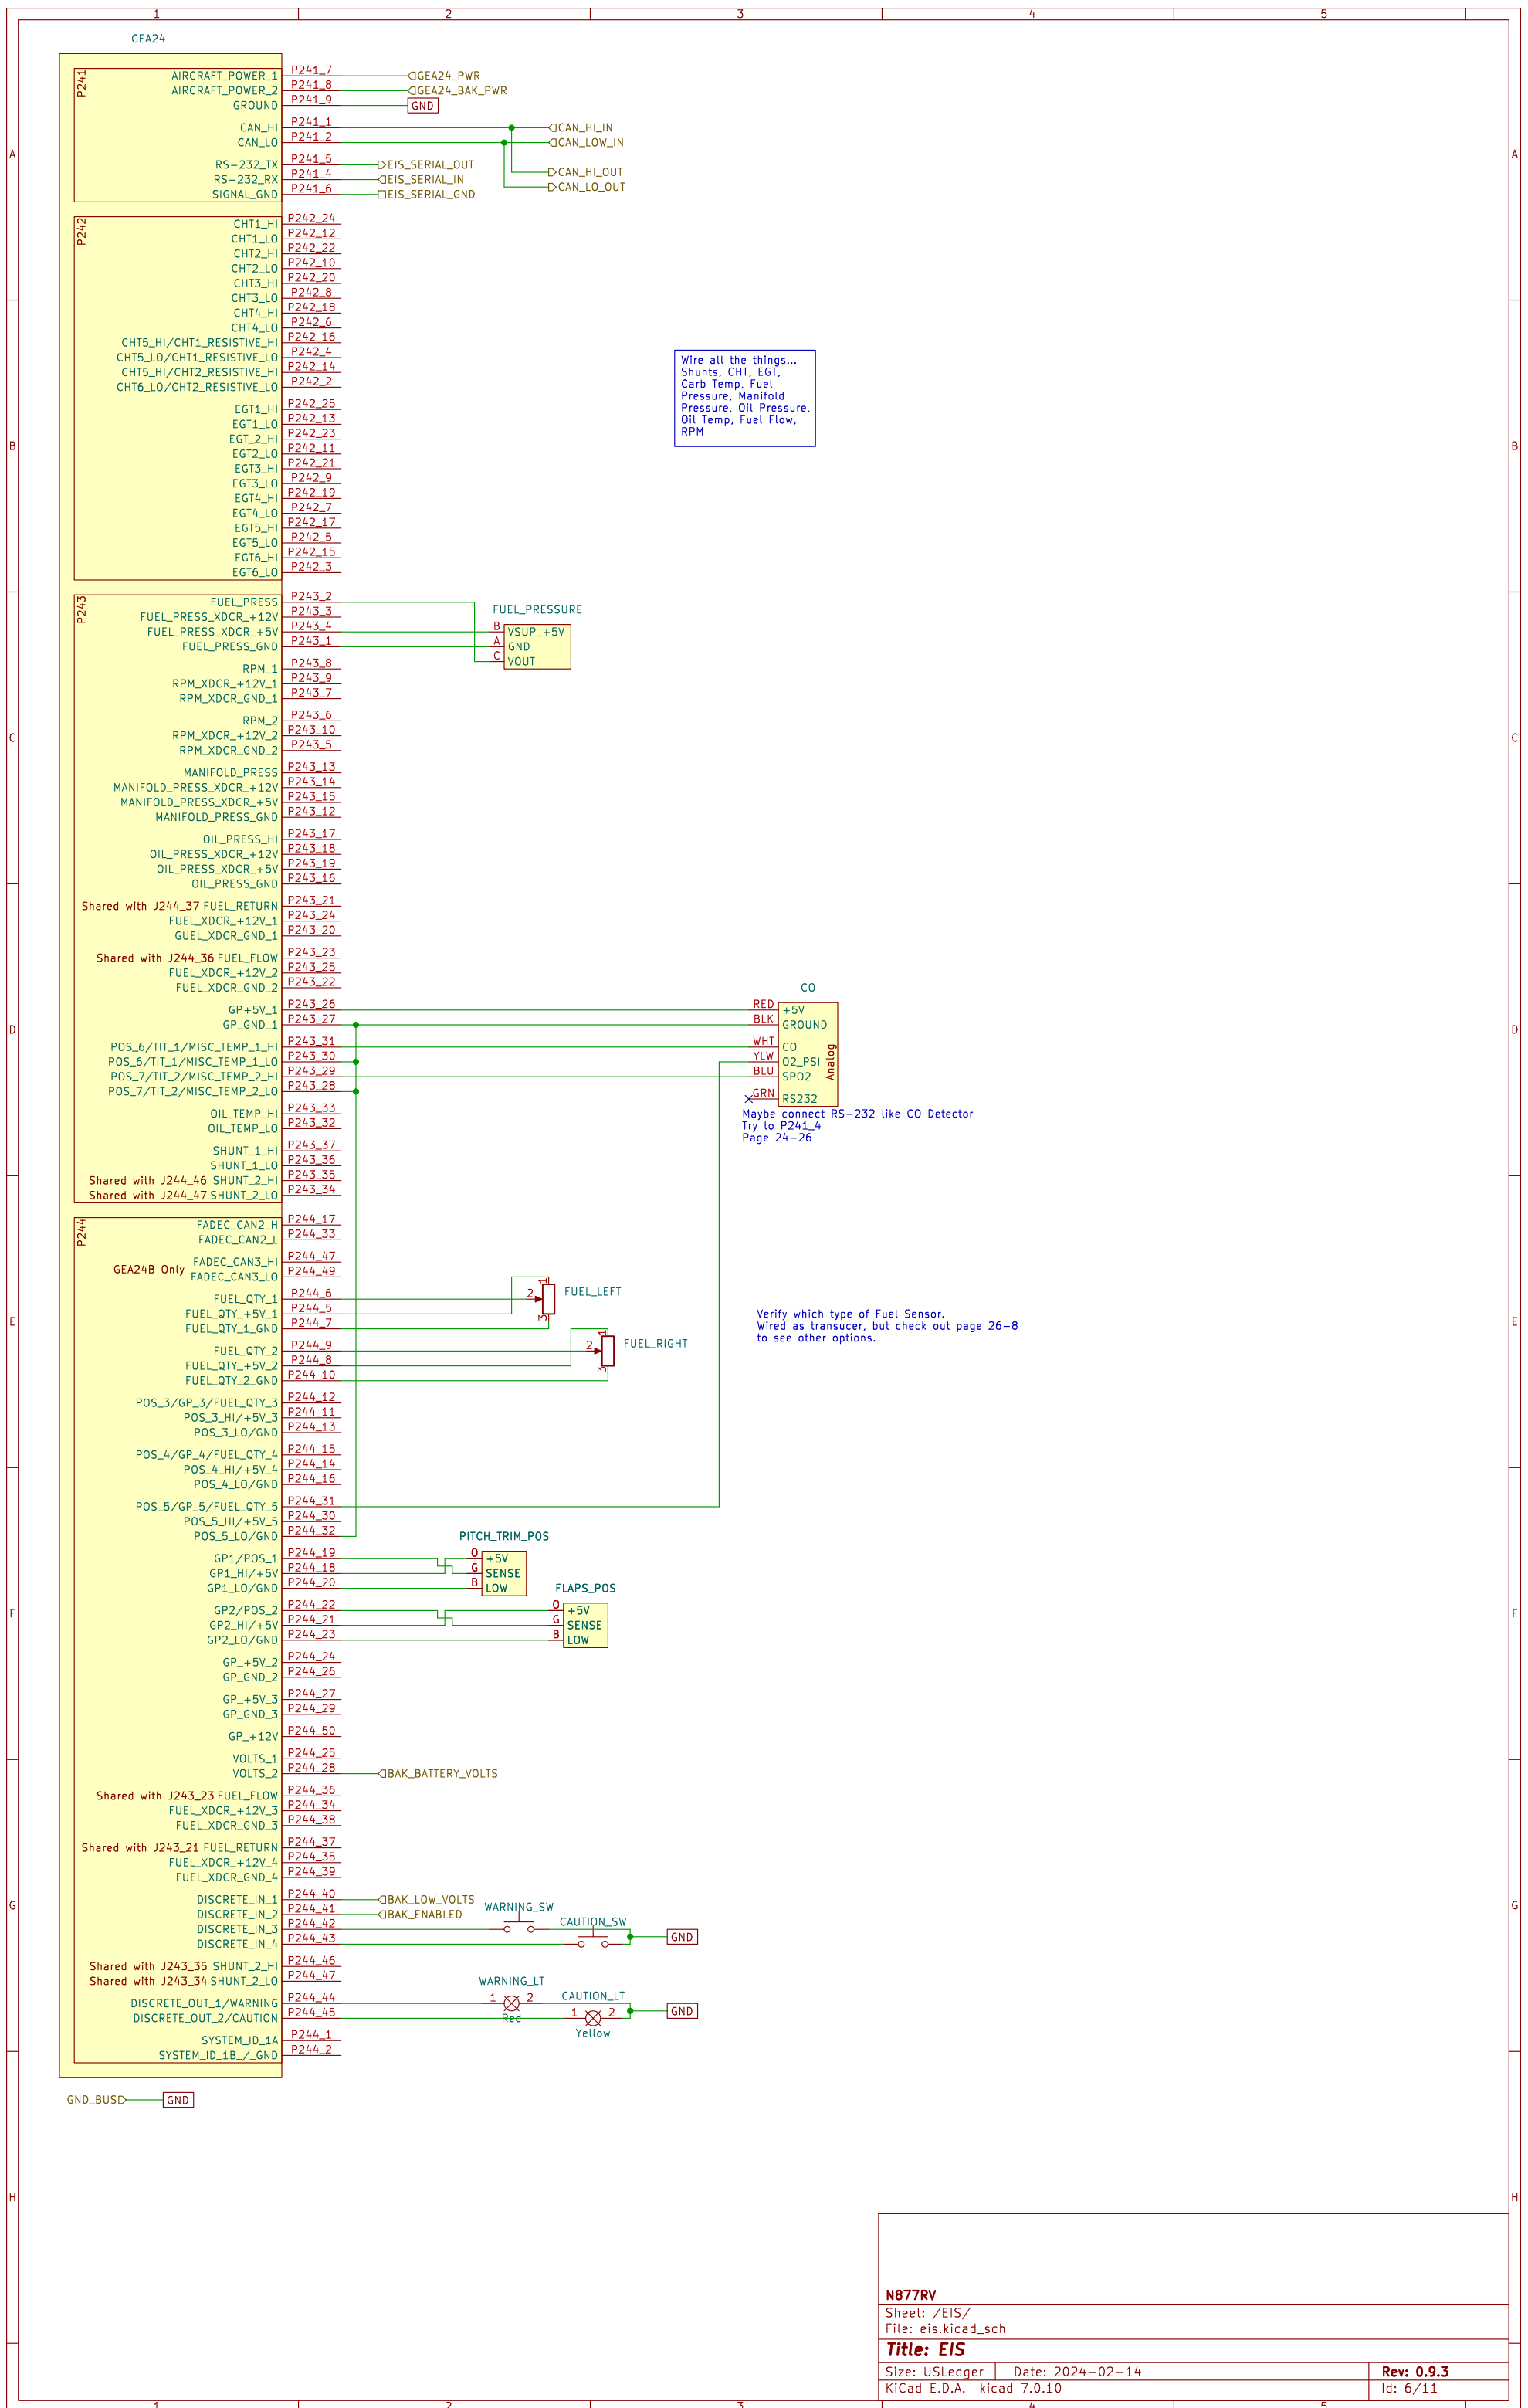 1 2 3 4 5
GEA24
P241
AIRCRAFT_POWER_1 P241_7 GEA24_PWR
AIRCRAFT_POWER_2 P241_8 GEA24_BAK_PWR
GROUND P241_9 GND
CAN_HI P241_1 CAN_HI_IN
CAN_LO P241_2 CAN_LOW_IN
A A
RS-232_TX P241_5 EIS_SERIAL_OUT
CAN_HI_OUT
RS-232_RX P241_4 EIS_SERIAL_IN
CAN_LO_OUT
SIGNAL_GND P241_6 EIS_SERIAL_GND
P242
CHT1_HI P242_24
CHT1_LO P242_12
CHT2_HI P242_22
CHT2_LO P242_10
CHT3_HI P242_20
CHT3_LO P242_8
CHT4_HI P242_18
CHT4_LO P242_6
CHT5_HI/CHT1_RESISTIVE_HI P242_16
CHT5_LO/CHT1_RESISTIVE_LO P242_4
CHT5_HI/CHT2_RESISTIVE_HI P242_14
CHT6_LO/CHT2_RESISTIVE_LO P242_2
Wire all the things...
Shunts, CHT, EGT,
Carb Temp, Fuel
Pressure, Manifold
Pressure, Oil Pressure,
Oil Temp, Fuel Flow,
RPM
EGT1_HI P242_25
EGT1_LO P242_13
EGT_2_HI P242_23
B B
EGT2_LO P242_11
EGT3_HI P242_21
EGT3_LO P242_9
EGT4_HI P242_19
EGT4_LO P242_7
EGT5_HI P242_17
EGT5_LO P242_5
EGT6_HI P242_15
EGT6_LO P242_3
P243
FUEL_PRESS P243_2
FUEL_PRESSURE
FUEL_PRESS_XDCR_+12V P243_3
FUEL_PRESS_XDCR_+5V P243_4 B VSUP_+5V
FUEL_PRESS_GND P243_1 A GND
C VOUT
RPM_1 P243_8
RPM_XDCR_+12V_1 P243_9
RPM_XDCR_GND_1 P243_7
RPM_2 P243_6
RPM_XDCR_+12V_2 P243_10
C C
RPM_XDCR_GND_2 P243_5
MANIFOLD_PRESS P243_13
MANIFOLD_PRESS_XDCR_+12V P243_14
MANIFOLD_PRESS_XDCR_+5V P243_15
MANIFOLD_PRESS_GND P243_12
OIL_PRESS_HI P243_17
OIL_PRESS_XDCR_+12V P243_18
OIL_PRESS_XDCR_+5V P243_19
OIL_PRESS_GND P243_16
Shared with J244_37 FUEL_RETURN P243_21
FUEL_XDCR_+12V_1 P243_24
GUEL_XDCR_GND_1 P243_20
Shared with J244_36 FUEL_FLOW P243_23
FUEL_XDCR_+12V_2 P243_25
FUEL_XDCR_GND_2 P243_22
CO
GP+5V_1 P243_26 RED +5V
GP_GND_1 P243_27 BLK GROUND
D D
POS_6/TIT_1/MISC_TEMP_1_HI P243_31 WHT CO
POS_6/TIT_1/MISC_TEMP_1_LO P243_30 YLW O2_PSI
Analog
POS_7/TIT_2/MISC_TEMP_2_HI P243_29 BLU SPO2
POS_7/TIT_2/MISC_TEMP_2_LO P243_28
GRN RS232
OIL_TEMP_HI P243_33
OIL_TEMP_LO P243_32
Maybe connect RS-232 like CO Detector
Try to P241_4
Page 24-26
SHUNT_1_HI P243_37
SHUNT_1_LO P243_36
Shared with J244_46 SHUNT_2_HI P243_35
Shared with J244_47 SHUNT_2_LO P243_34
P244
FADEC_CAN2_H P244_17
FADEC_CAN2_L P244_33
FADEC_CAN3_HI P244_47
GEA24B Only
FADEC_CAN3_LO P244_49
FUEL_QTY_1 P244_6 2 1 3 FUEL_LEFT
FUEL_QTY_+5V_1 P244_5
FUEL_QTY_1_GND P244_7
E E
Verify which type of Fuel Sensor.
Wired as transucer, but check out page 26-8
to see other options.
FUEL_QTY_2 P244_9 2 1 3 FUEL_RIGHT
FUEL_QTY_+5V_2 P244_8
FUEL_QTY_2_GND P244_10
POS_3/GP_3/FUEL_QTY_3 P244_12
POS_3_HI/+5V_3 P244_11
POS_3_LO/GND P244_13
POS_4/GP_4/FUEL_QTY_4 P244_15
POS_4_HI/+5V_4 P244_14
POS_4_LO/GND P244_16
POS_5/GP_5/FUEL_QTY_5 P244_31
POS_5_HI/+5V_5 P244_30
POS_5_LO/GND P244_32
PITCH_TRIM_POS
GP1/POS_1 P244_19 O +5V
GP1_HI/+5V P244_18 G SENSE
GP1_LO/GND P244_20 B LOW
FLAPS_POS
GP2/POS_2 P244_22 O +5V
F F
GP2_HI/+5V P244_21 G SENSE
GP2_LO/GND P244_23 B LOW
GP_+5V_2 P244_24
GP_GND_2 P244_26
GP_+5V_3 P244_27
GP_GND_3 P244_29
GP_+12V P244_50
VOLTS_1 P244_25
VOLTS_2 P244_28 BAK_BATTERY_VOLTS
Shared with J243_23 FUEL_FLOW P244_36
FUEL_XDCR_+12V_3 P244_34
FUEL_XDCR_GND_3 P244_38
Shared with J243_21 FUEL_RETURN P244_37
FUEL_XDCR_+12V_4 P244_35
FUEL_XDCR_GND_4 P244_39
G G
DISCRETE_IN_1 P244_40 BAK_LOW_VOLTS
WARNING_SW
DISCRETE_IN_2 P244_41 BAK_ENABLED
CAUTION_SW
DISCRETE_IN_3 P244_42
GND
DISCRETE_IN_4 P244_43
Shared with J243_35 SHUNT_2_HI P244_46
Shared with J243_34 SHUNT_2_LO P244_47
WARNING_LT
CAUTION_LT
DISCRETE_OUT_1/WARNING P244_44 1 2
GND
DISCRETE_OUT_2/CAUTION P244_45 Red 1 2
Yellow
SYSTEM_ID_1A P244_1
SYSTEM_ID_1B_/_GND P244_2
GND_BUS GND
H H
N877RV
Sheet: /EIS/
File: eis.kicad_sch
Title: EIS
Size: USLedger Date: 2024-02-14 Rev: 0.9.3
KiCad E.D.A. kicad 7.0.10 Id: 6/11
1 2 3 4 5